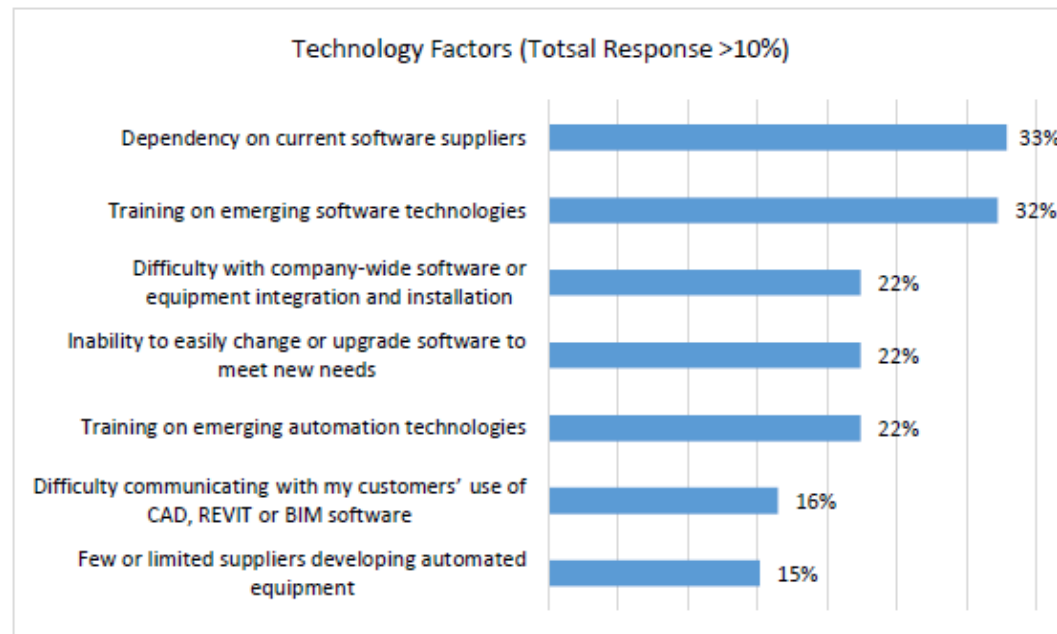 Technology Factors (Totsal Response >10%)
Dependency on current software suppliers
33%
Training on emerging software technologies
32%
Difficulty with company-wide software or
equipment integration and installation
22%
Inability to easily change or upgrade software to
meet new needs
22%
Training on emerging automation technologies
22%
Difficulty communicating with my customers’ use of
CAD, REVIT or BIM software
16%
Few or limited suppliers developing automated
equipment
15%